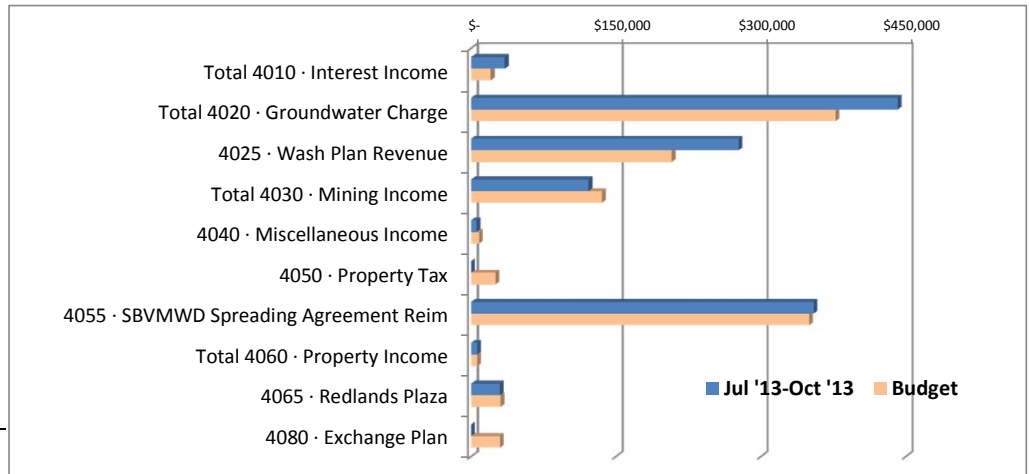 $- $150,000 $300,000 $450,000
Total 4010 · Interest Income
Total 4020 · Groundwater Charge
4025 · Wash Plan Revenue
Total 4030 · Mining Income
4040 · Miscellaneous Income
4050 · Property Tax
4055 · SBVMWD Spreading Agreement Reim
Total 4060 · Property Income
4065 · Redlands Plaza
4080 · Exchange Plan
Jul '13-Oct '13 Budget